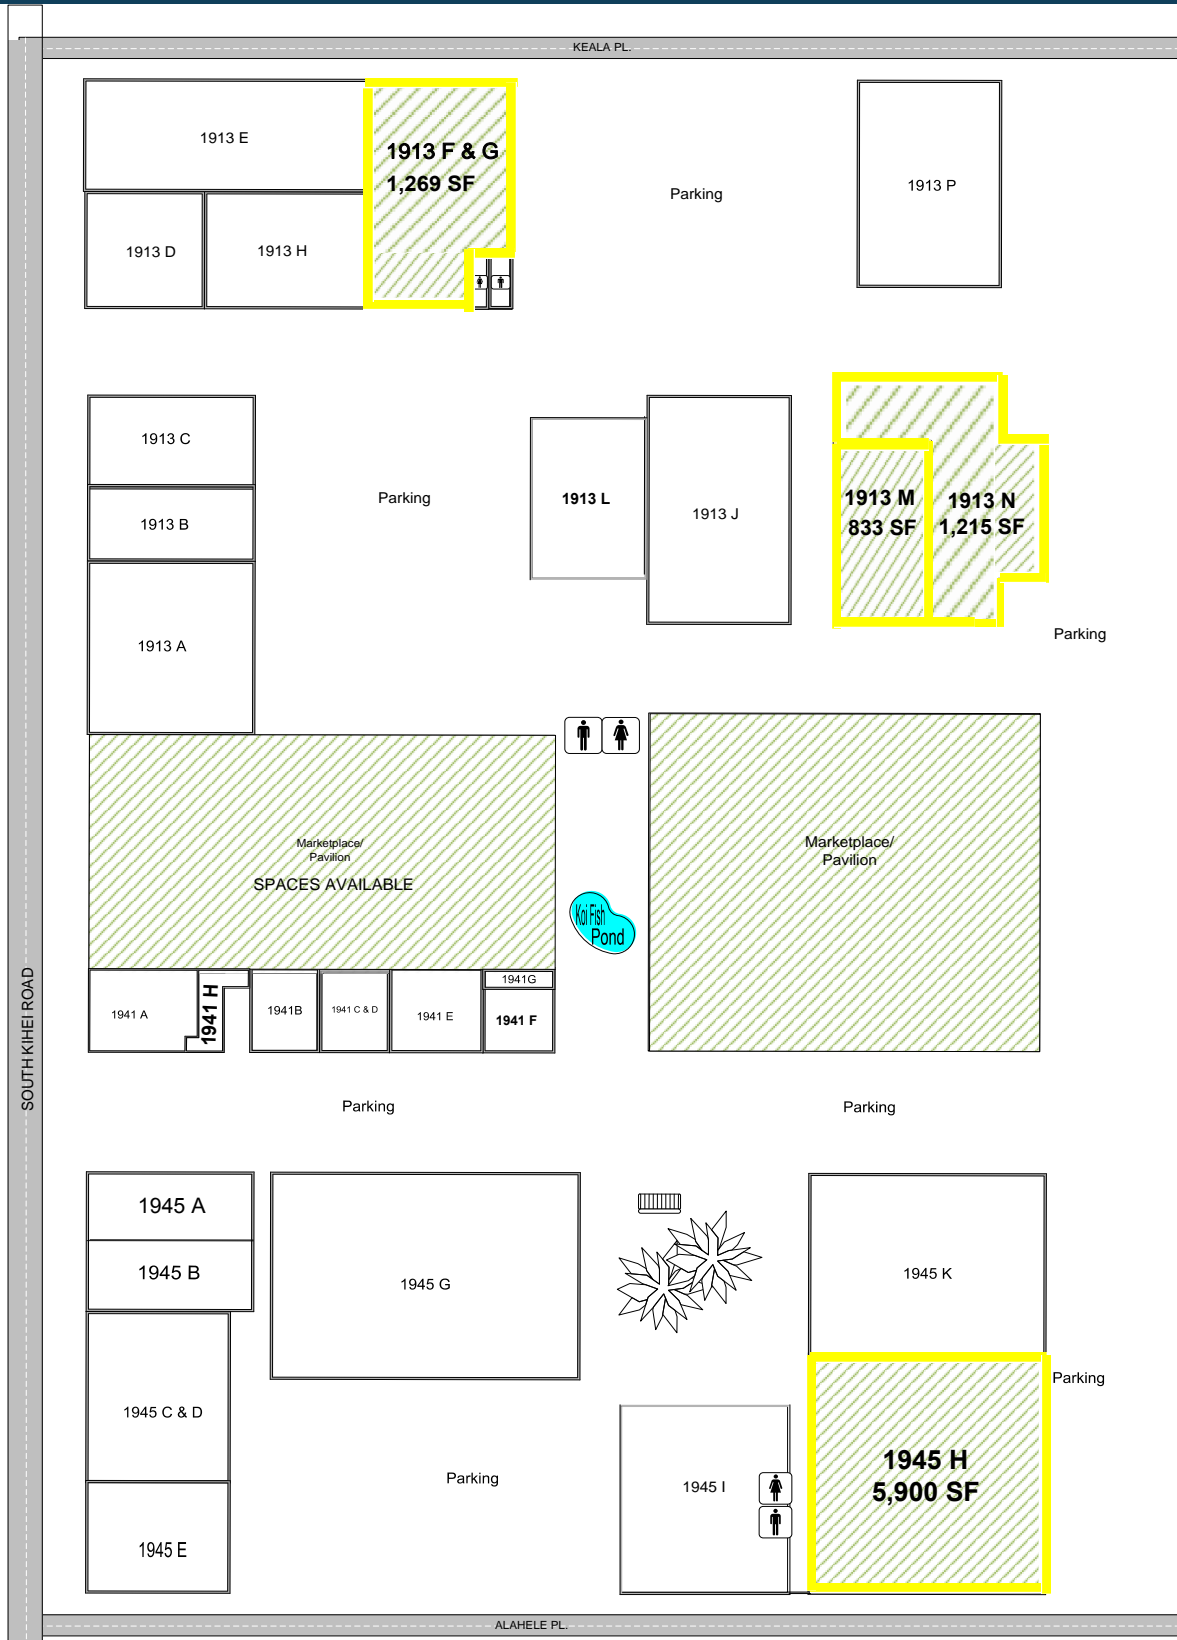 KEALA PL.
1913 E
1913 F & G
1,269 SF
Parking
1913 P
1913 D
1913 H
1913 C
1913 B
1913 A
Parking
1913 L
1913 J
1913 M
833 SF
1913 N
1,215 SF
Parking
Marketplace/
Pavilion
SPACES AVAILABLE
Marketplace/
Pavilion
Koi Fish
Pond
SOUTH KIHEI ROAD
1941 A
1941 H
1941B
1941 C & D
1941 E
1941G
1941 F
Parking
Parking
1945 A
1945 B
1945 G
1945 K
1945 C & D
Parking
1945 E
Parking
1945 I
1945 H
5,900 SF
ALAHELE PL.